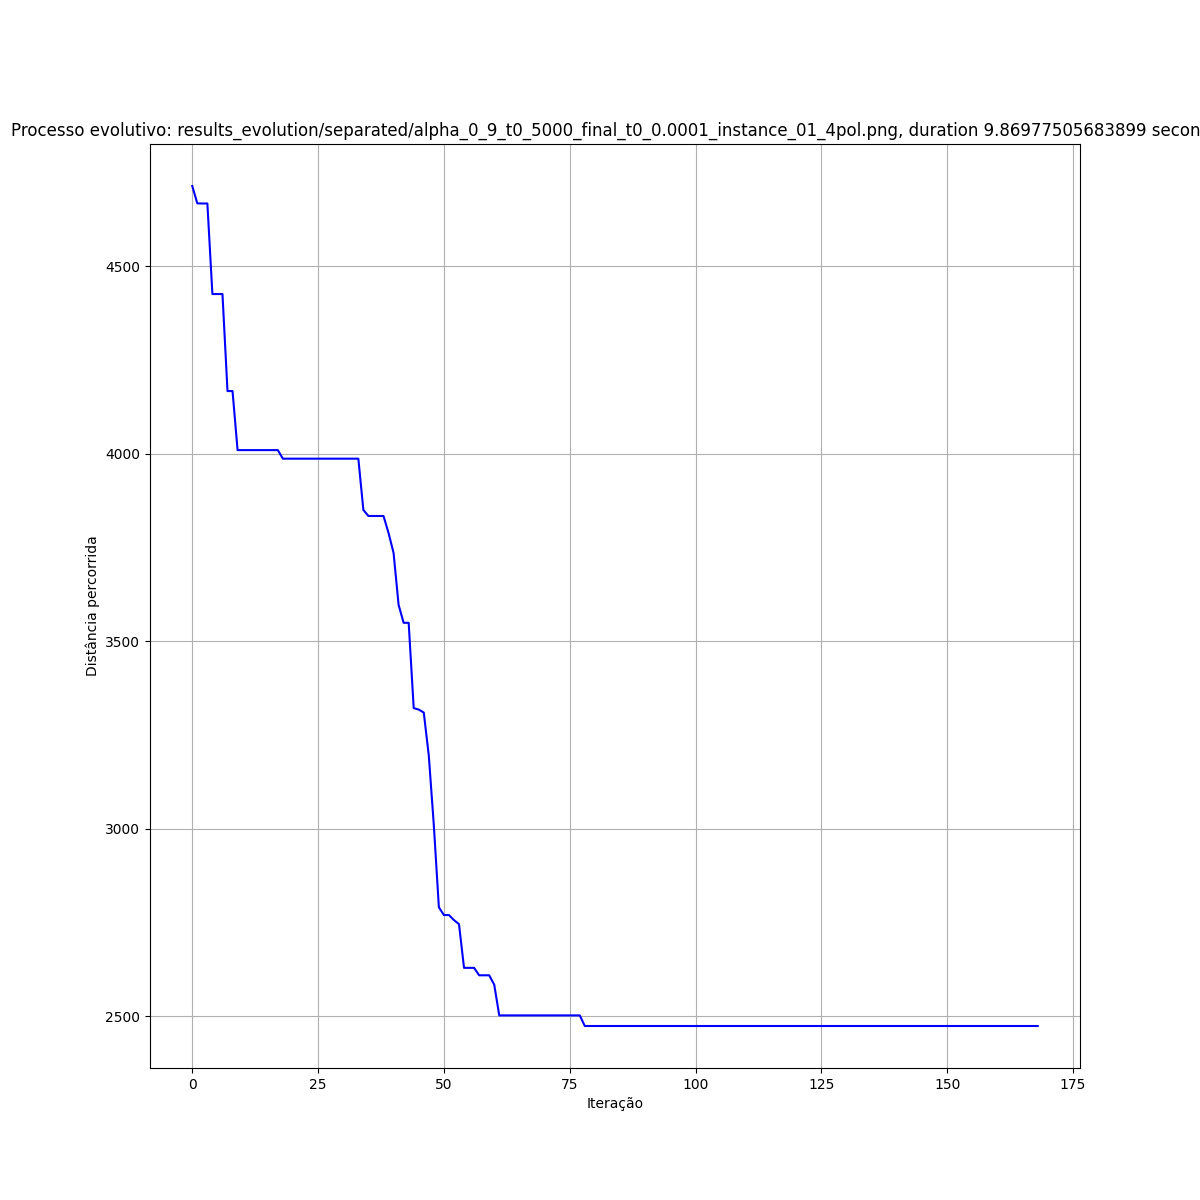 Processo evolutivo: results_evolution/separated/alpha_0_9_t0_5000_final_t0_0.0001_instance_01_4pol.png, duration 9.86977505683899 secon
4500
4000
3500
3000
2500
Distância percorrida
0 25 50 75 100 125 150 175
Iteração